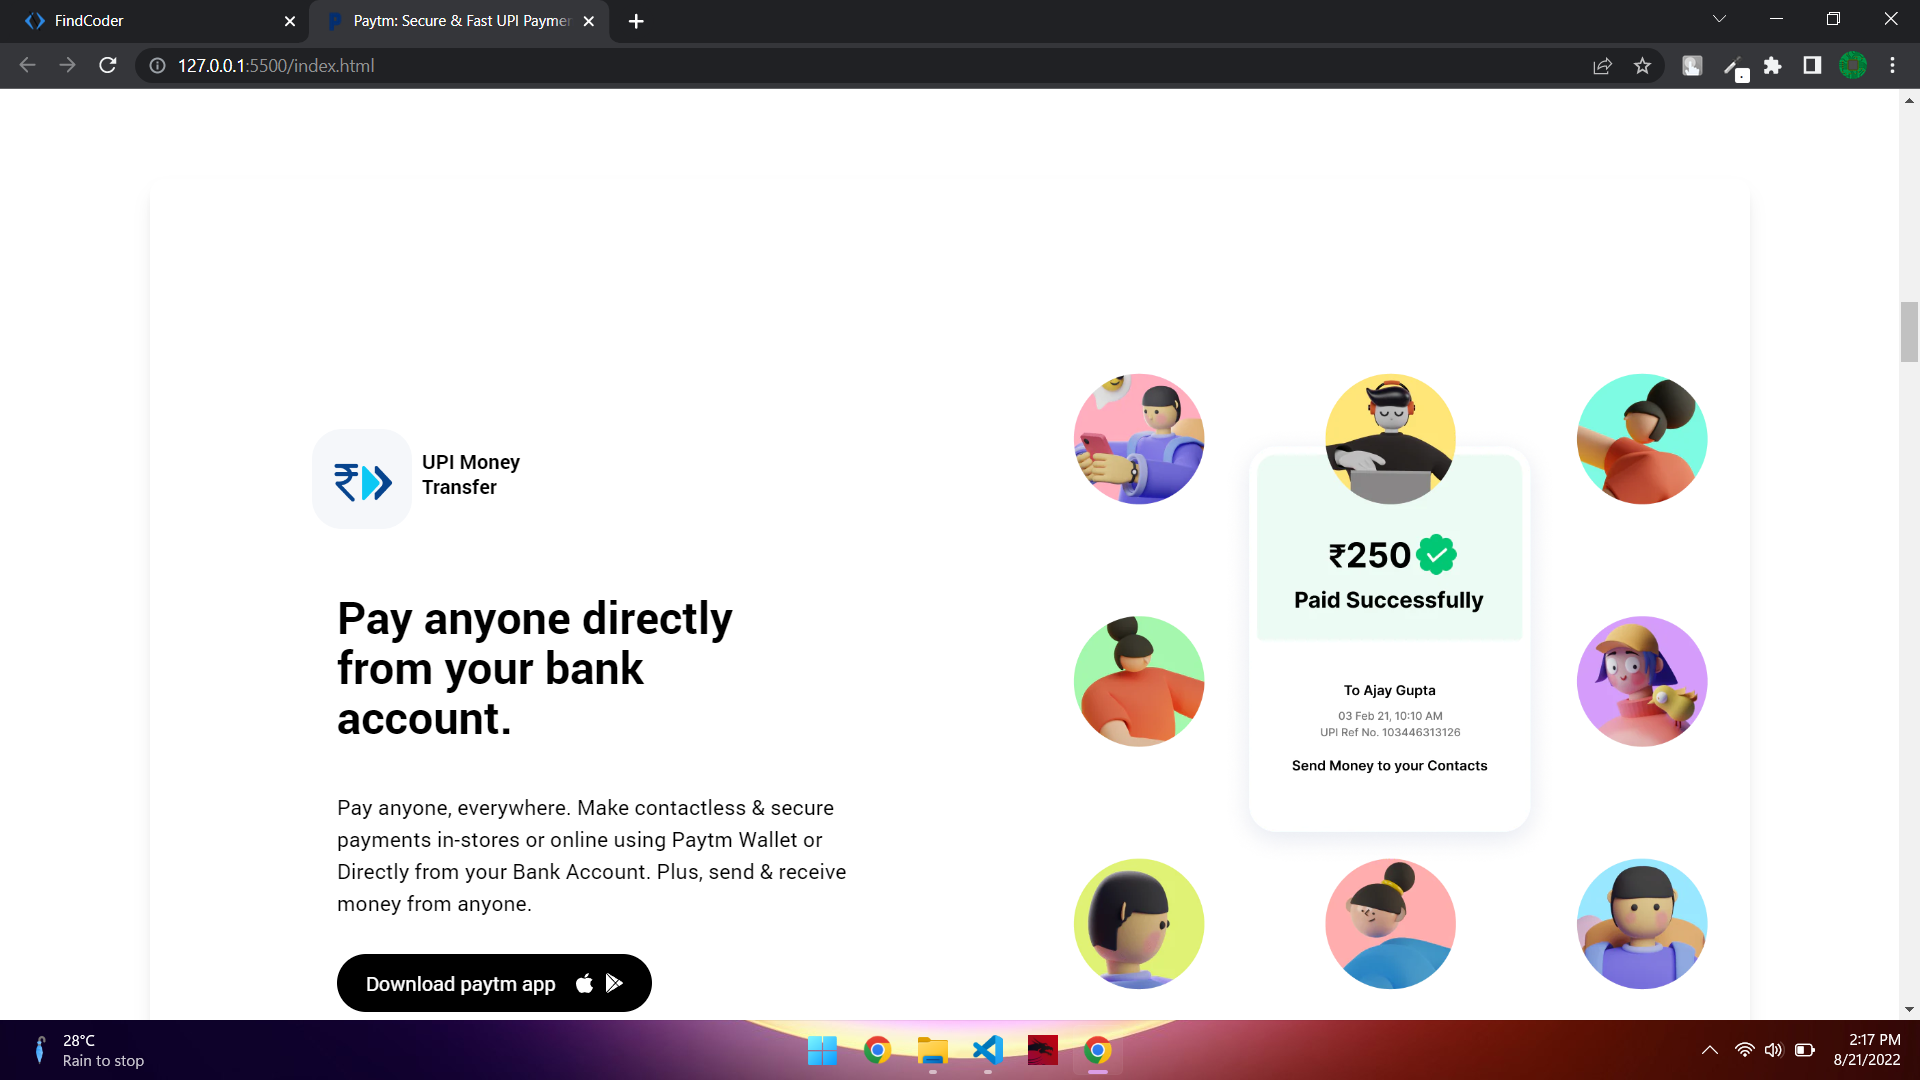 FindCoder
Paytm: Secure & Fast UPI Paymen
127.0.0.1:5500/index.html
UPI Money
Transfer
Pay anyone directly
from your bank
account.
Pay anyone, everywhere. Make contactless & secure
payments in-stores or online using Paytm Wallet or
Directly from your Bank Account. Plus, send & receive
money from anyone.
Download paytm app
₹250
Paid Successfully
To Ajay Gupta
03 Feb 21, 10:10 AM
UPI Ref No. 103446313126
Send Money to your Contacts
28°C
Rain to stop
2:17 PM
8/21/2022